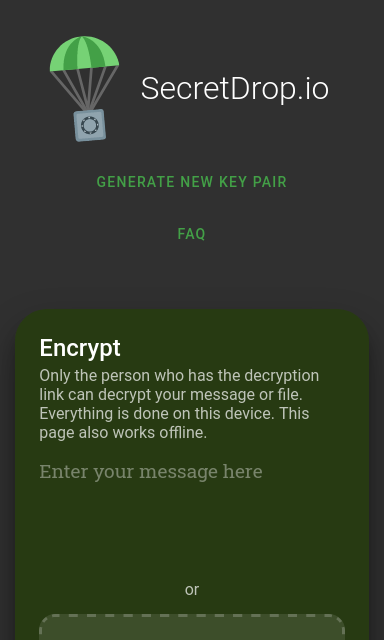 SecretDrop.io
GENERATE NEW KEY PAIR
FAQ
Encrypt
Only the person who has the decryption
link can decrypt your message or file.
Everything is done on this device. This
page also works offline.
Enter your message here
or